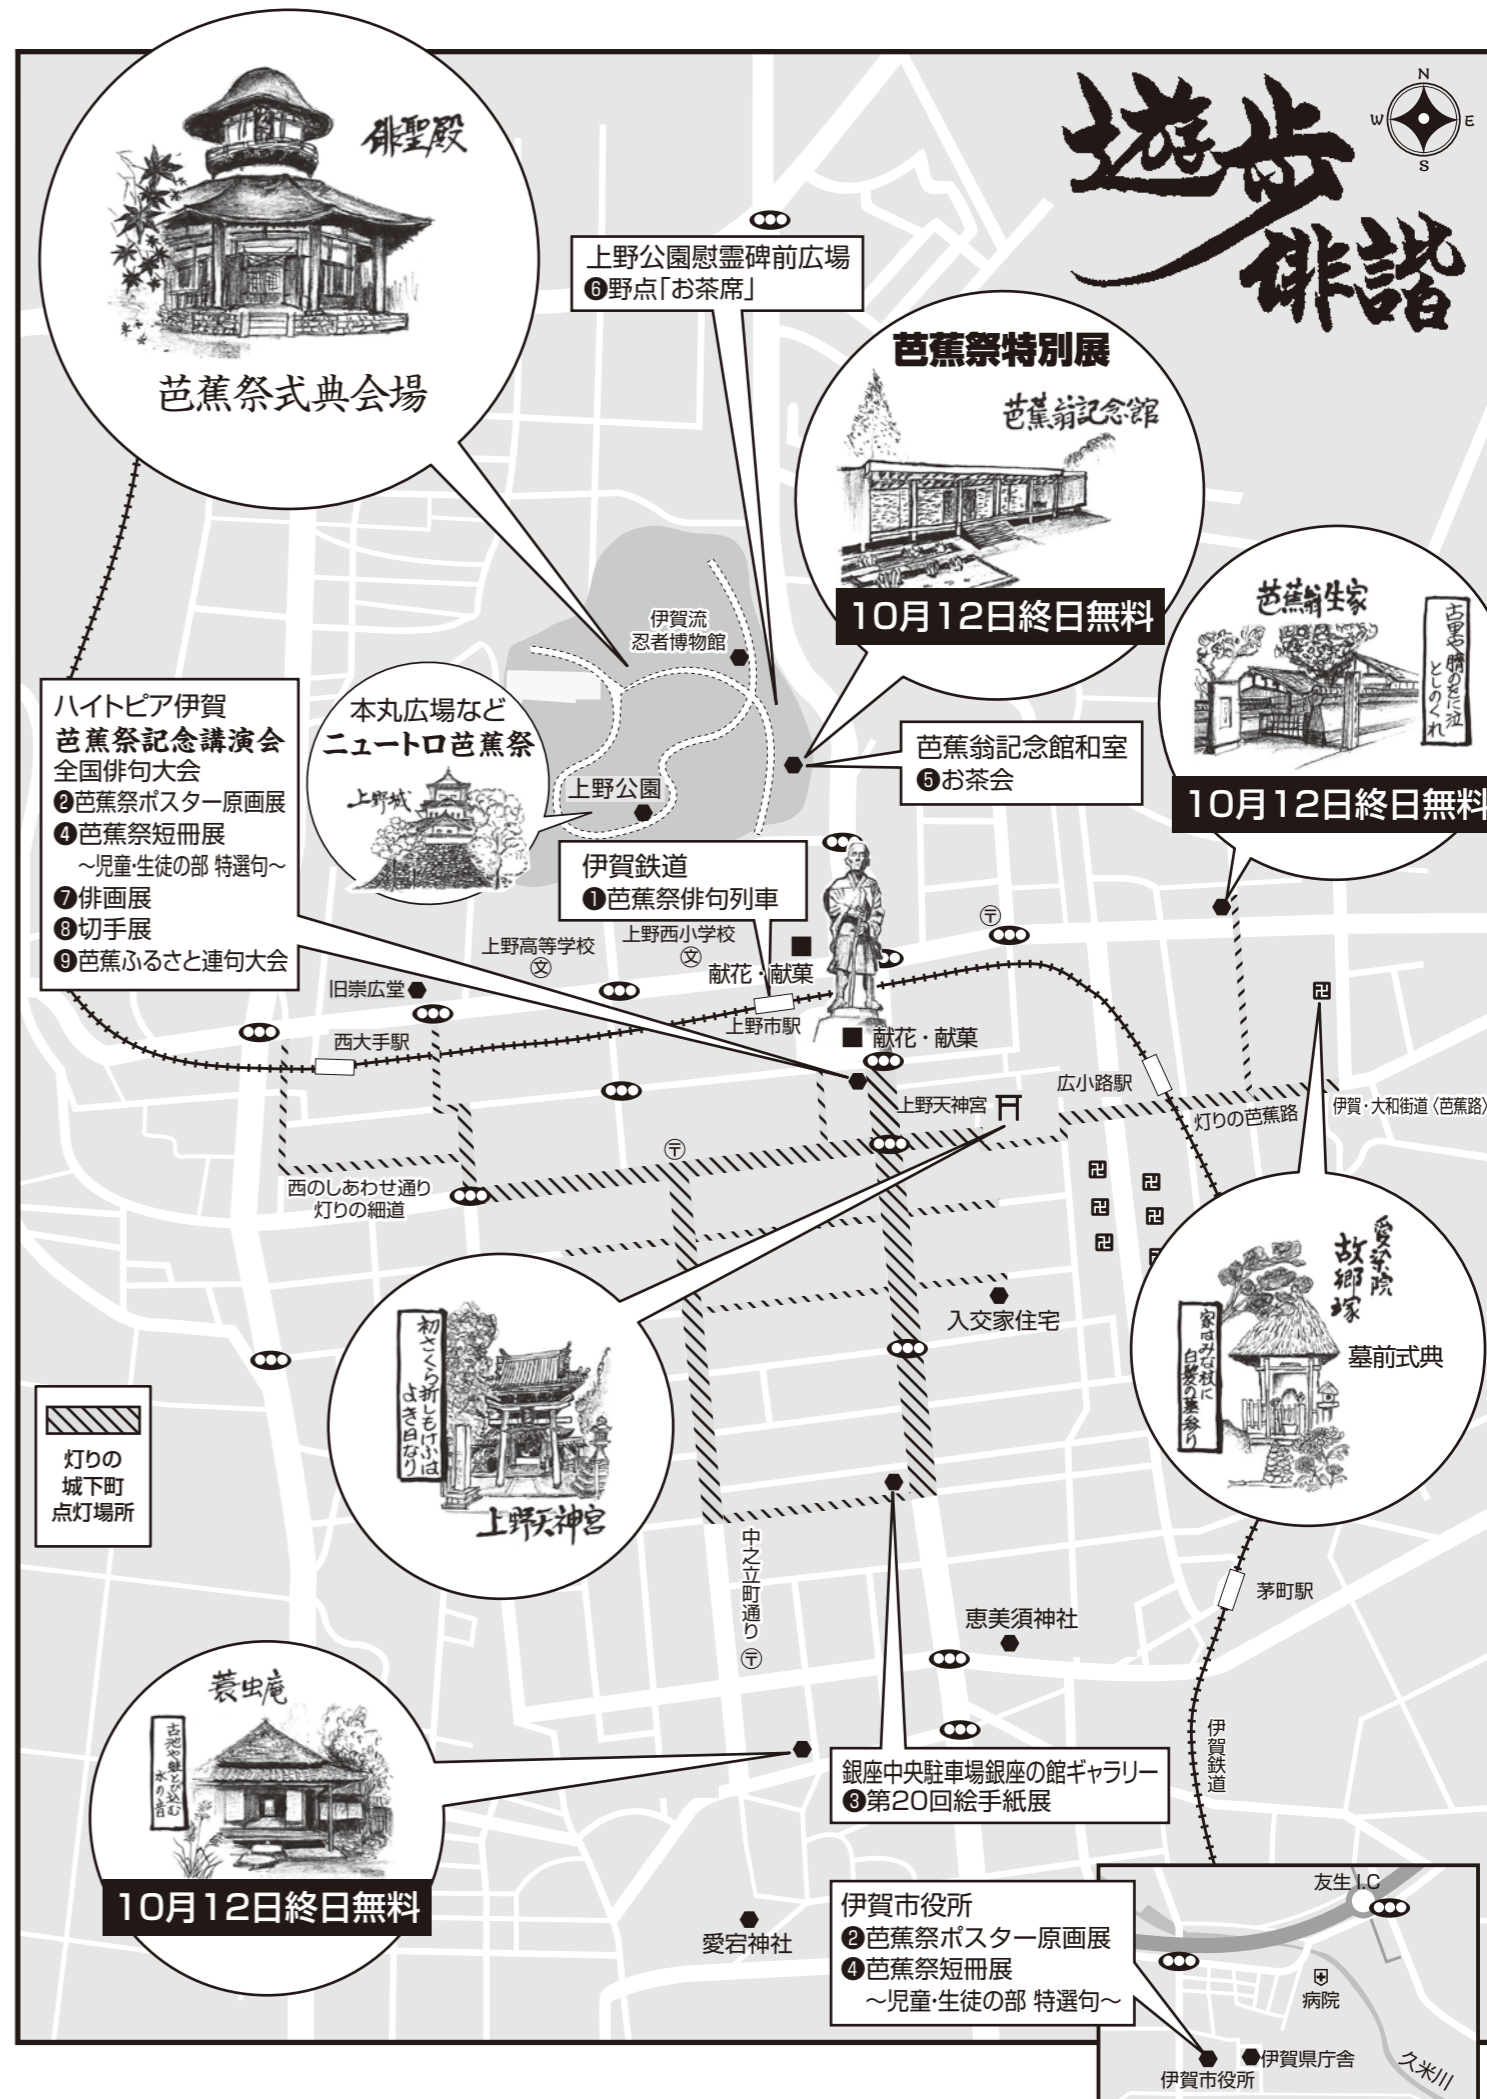 遊歩
俳諧
N
W
E
S
俳聖殿
芭蕉祭式典会場
上野公園慰霊碑前広場
❻野点「お茶席」
芭蕉祭特別展
芭蕉翁記念館
10月12日終日無料
芭蕉翁生家
古里や臍のをに泣
としのくれ
10月12日終日無料
伊賀流
忍者博物館
ハイトピア伊賀
芭蕉祭記念講演会
全国俳句大会
❷芭蕉祭ポスター原画展
❹芭蕉祭短冊展
～児童・生徒の部 特選句～
❼俳画展
❽切手展
❾芭蕉ふるさと連句大会
本丸広場など
ニュートロ芭蕉祭
上野城
上野公園
芭蕉翁記念館和室
❺お茶会
伊賀鉄道
❶芭蕉祭俳句列車
上野高等学校
文
上野西小学校
文
〒
献花・献菓
旧崇広堂
西大手駅
上野市駅
献花・献菓
広小路駅
上野天神宮
灯りの芭蕉路
伊賀・大和街道〈芭蕉路〉
〒
西のしあわせ通り
灯りの細道
入交家住宅
初さくら折しもけふは
よき日なり
上野天神宮
愛染院
故郷塚
家はみな杖に
白髪の墓参り
墓前式典
灯りの
城下町
点灯場所
中之立町通り
〒
茅町駅
恵美須神社
伊賀鉄道
蓑虫庵
古池や蛙とび込む
水の音
10月12日終日無料
銀座中央駐車場銀座の館ギャラリー
❸第20回絵手紙展
愛宕神社
伊賀市役所
❷芭蕉祭ポスター原画展
❹芭蕉祭短冊展
～児童・生徒の部 特選句～
友生 I.C
病院
伊賀市役所
伊賀県庁舎
久米川